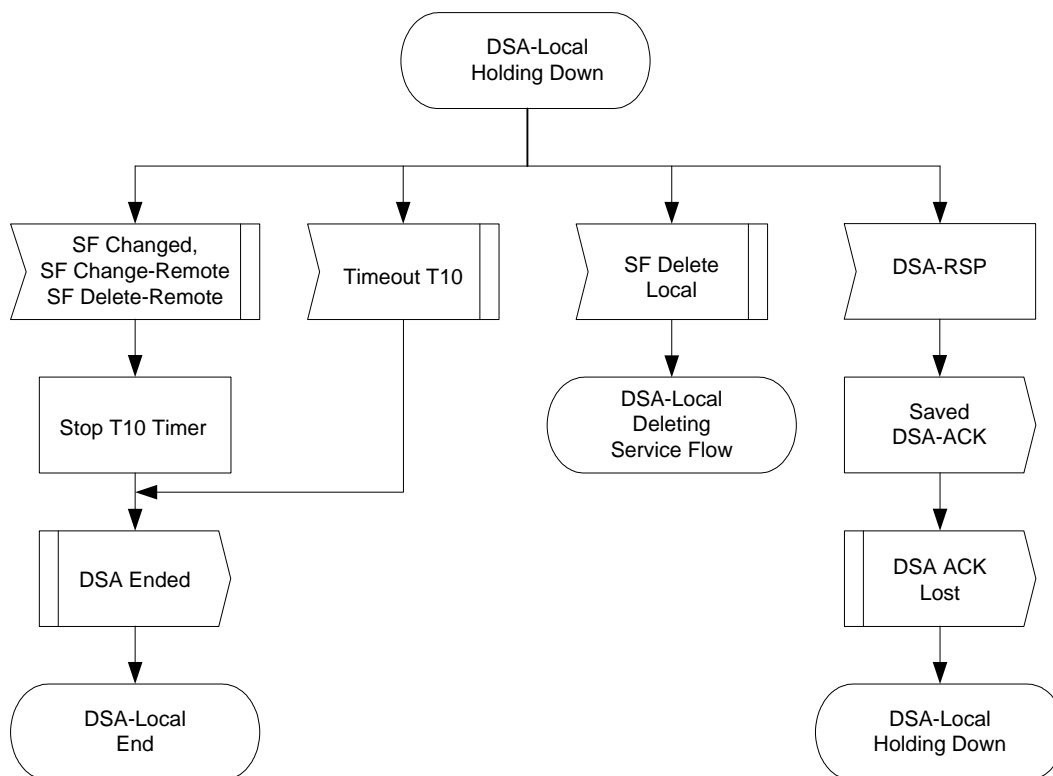 DSA-Local
Holding Down
SF Changed,
SF Change-Remote
SF Delete-Remote
Timeout T10
SF Delete
Local
DSA-RSP
Stop T10 Timer
DSA-Local
Deleting
Service Flow
Saved
DSA-ACK
DSA Ended
DSA ACK
Lost
DSA-Local
End
DSA-Local
Holding Down